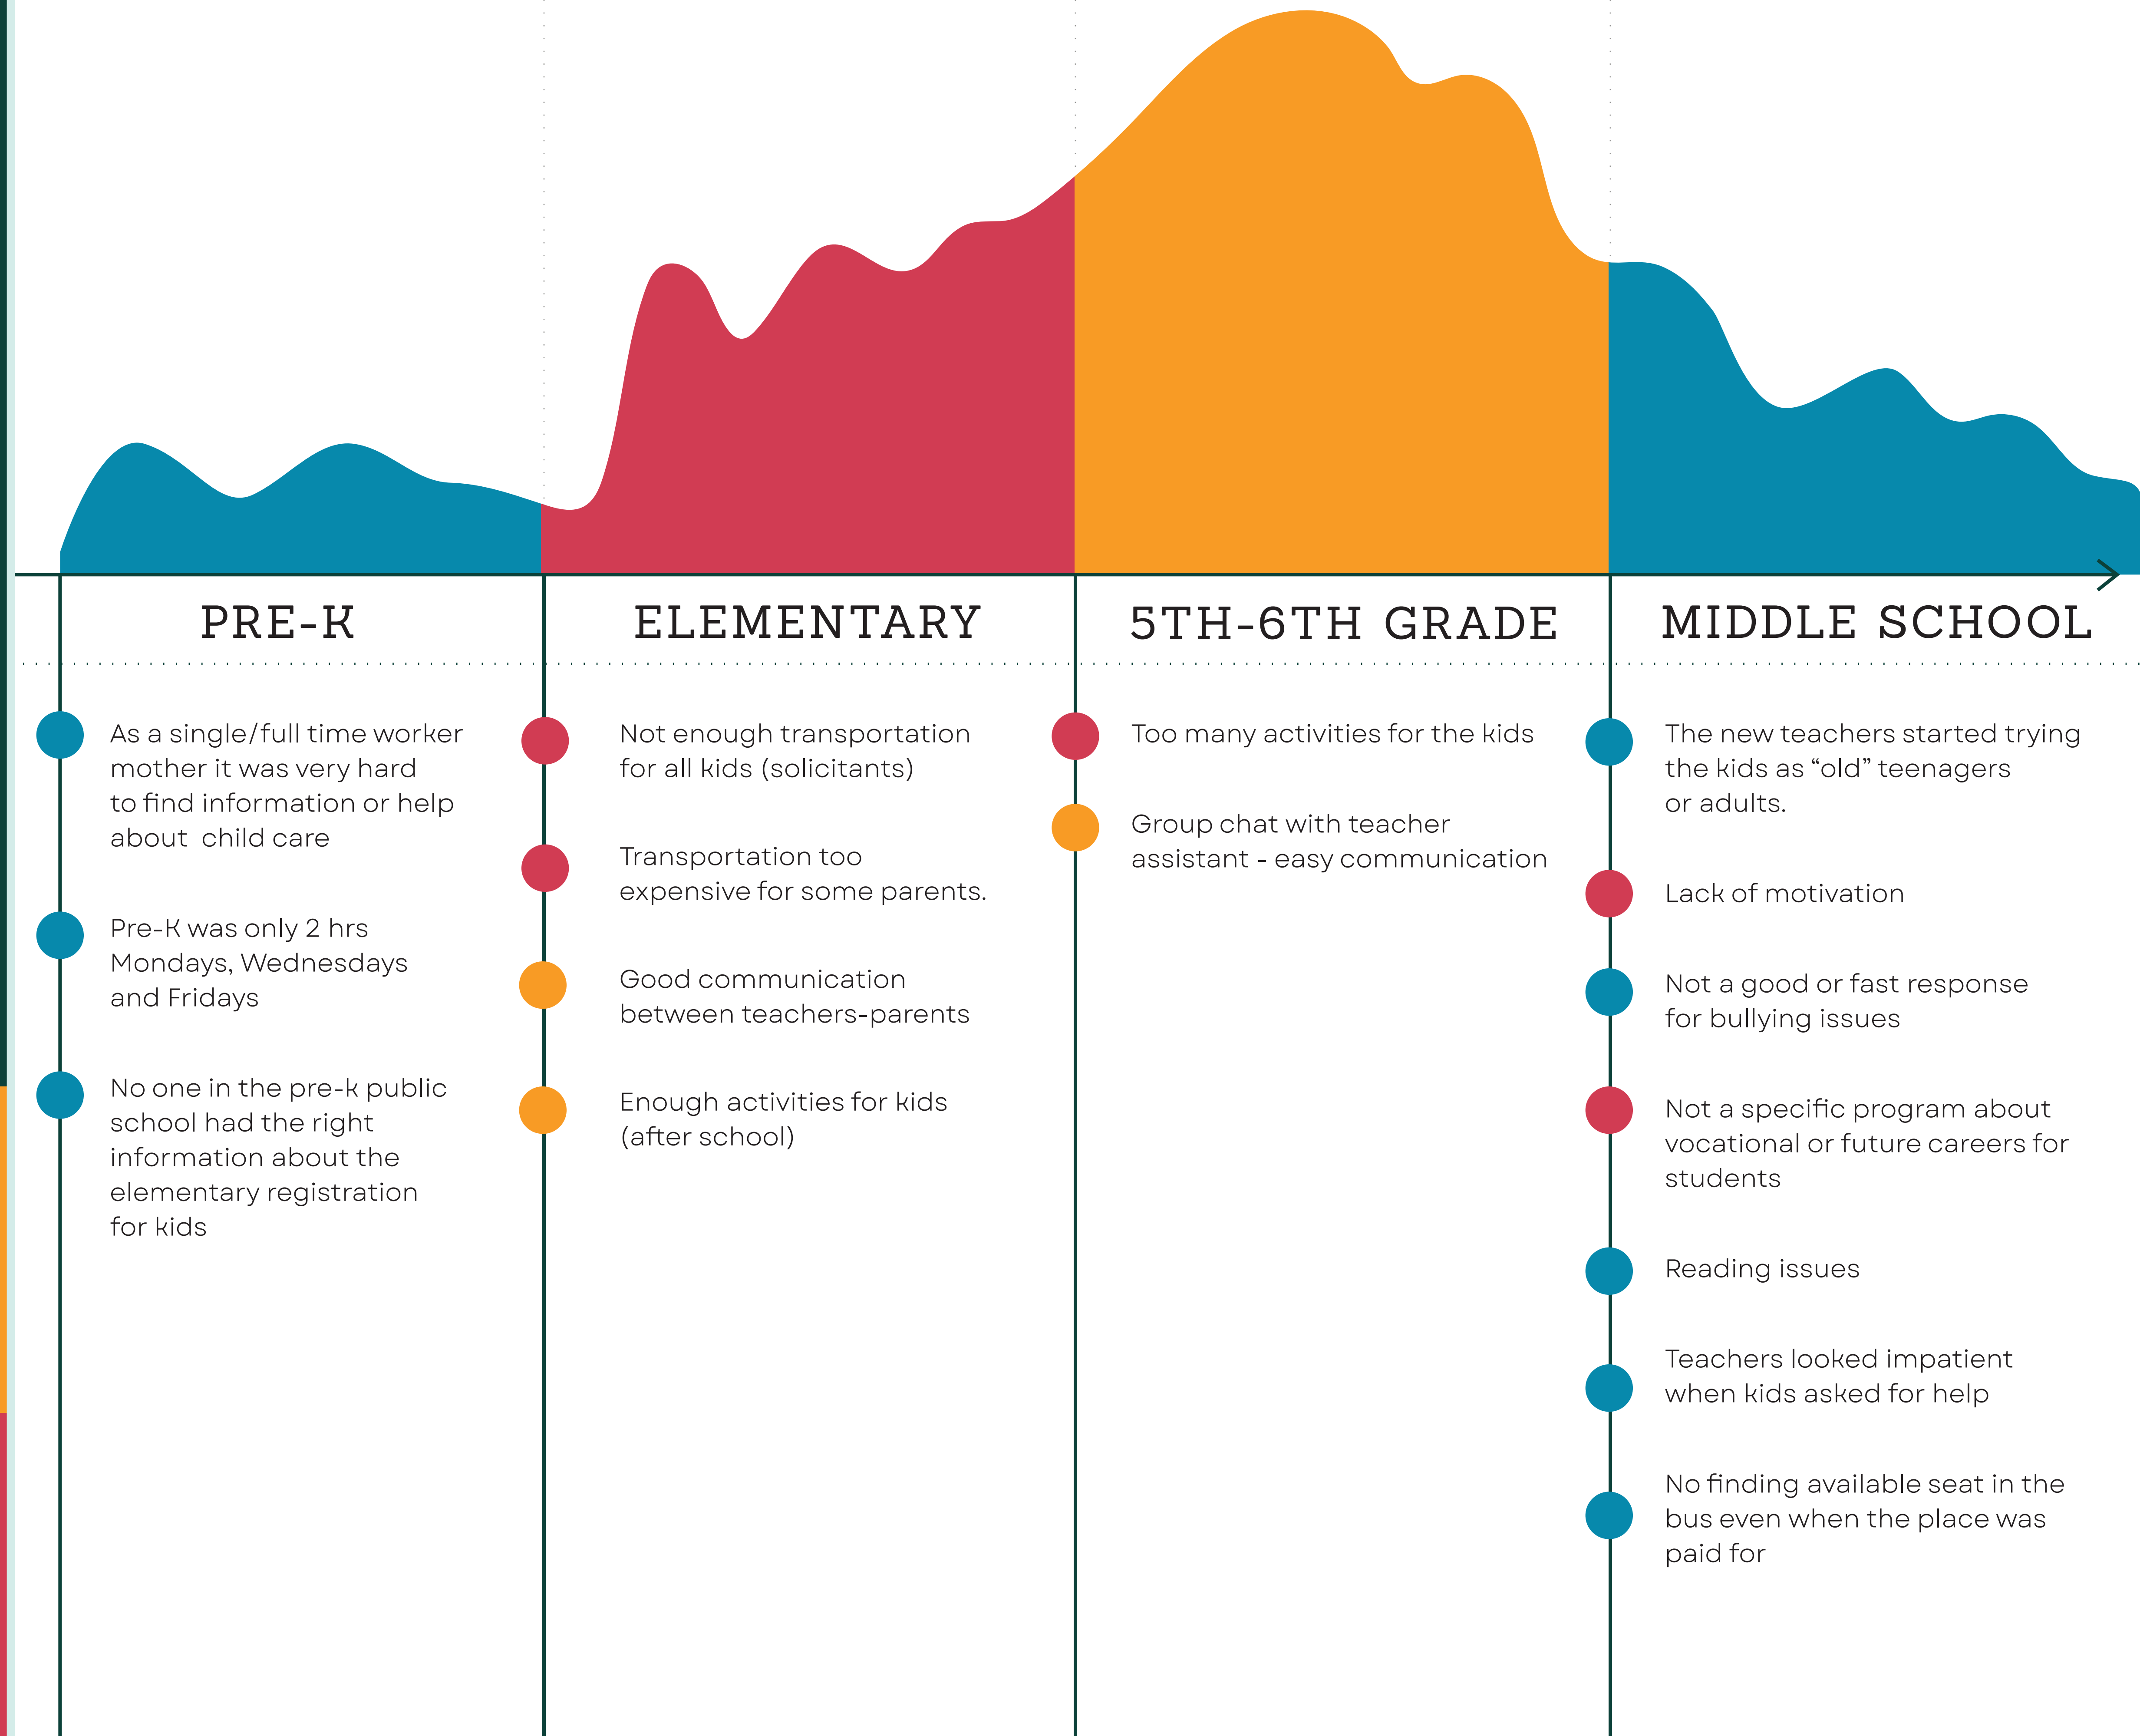 PRE-K
As a single/full time worker
mother it was very hard
to find information or help
about  child care
Pre-K was only 2 hrs
Mondays, Wednesdays
and Fridays
No one in the pre-k public
school had the right
information about the
elementary registration
for kids
ELEMENTARY
Not enough transportation
for all kids (solicitants)
Transportation too
expensive for some parents.
Good communication
between teachers-parents
Enough activities for kids
(after school)
5TH-6TH GRADE
Too many activities for the kids
Group chat with teacher
assistant - easy communication
MIDDLE SCHOOL
The new teachers started trying
the kids as “old” teenagers
or adults.
Lack of motivation
Not a good or fast response
for bullying issues
Not a specific program about
vocational or future careers for
students
Reading issues
Teachers looked impatient
when kids asked for help
No finding available seat in the
bus even when the place was
paid for